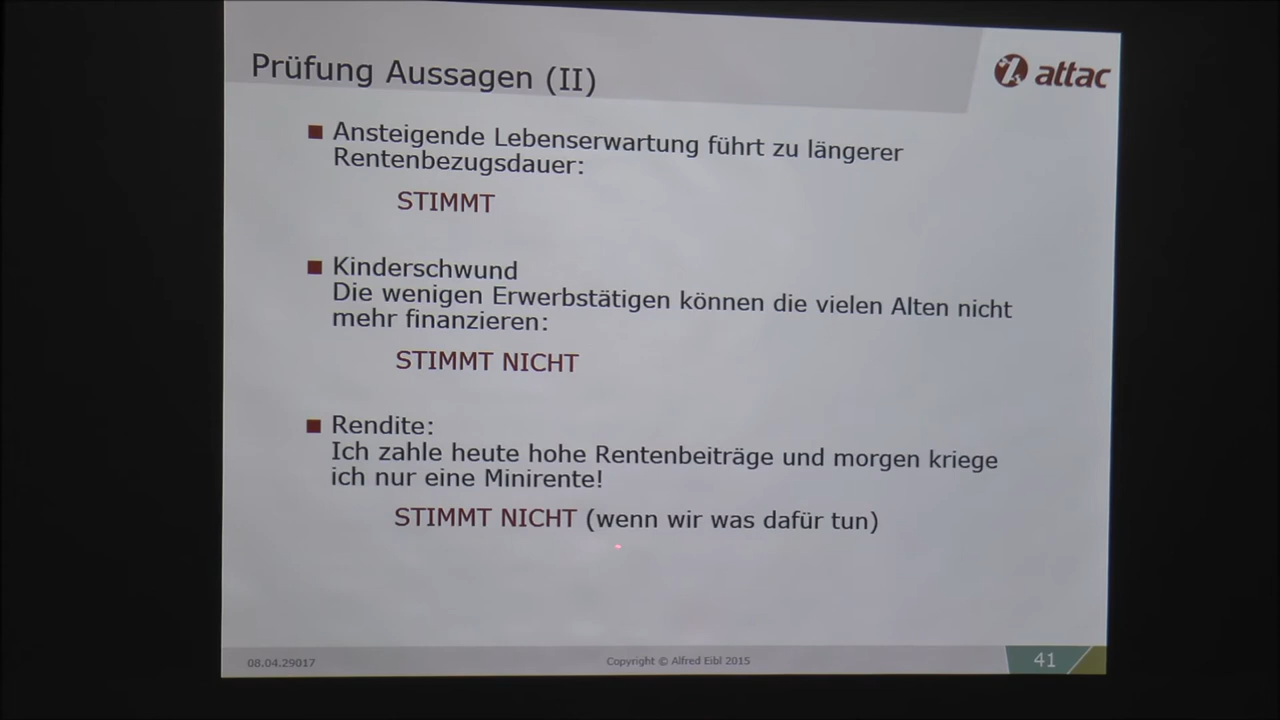 Prüfung Aussagen (II)
attac
Ansteigende Lebenserwartung führt zu längerer
Rentenbezugsdauer:
STIMMT
Kinderschwund
Die wenigen Erwerbstätigen können die vielen Alten nicht
mehr finanzieren:
STIMMT NICHT
Rendite:
Ich zahle heute hohe Rentenbeiträge und morgen kriege
ich nur eine Minirente!
STIMMT NICHT (wenn wir was dafür tun)
08.04.29017
Copyright © Alfred Eibl 2015
41